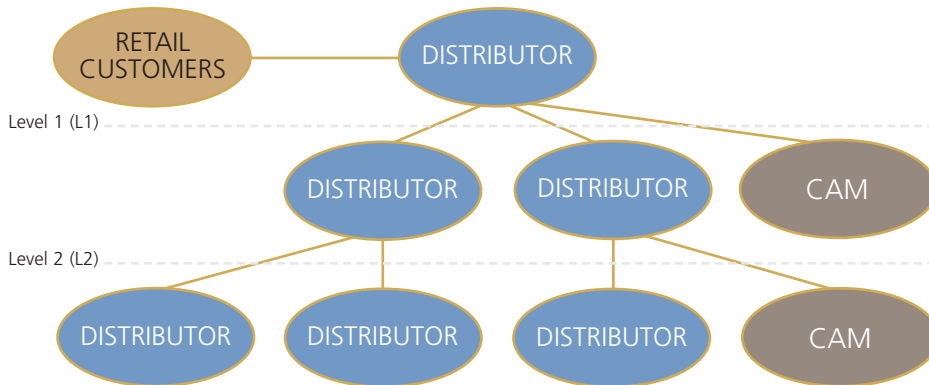 RETAIL
CUSTOMERS
DISTRIBUTOR
Level 1 (L1)
DISTRIBUTOR
DISTRIBUTOR
CAM
Level 2 (L2)
DISTRIBUTOR
DISTRIBUTOR
DISTRIBUTOR
CAM